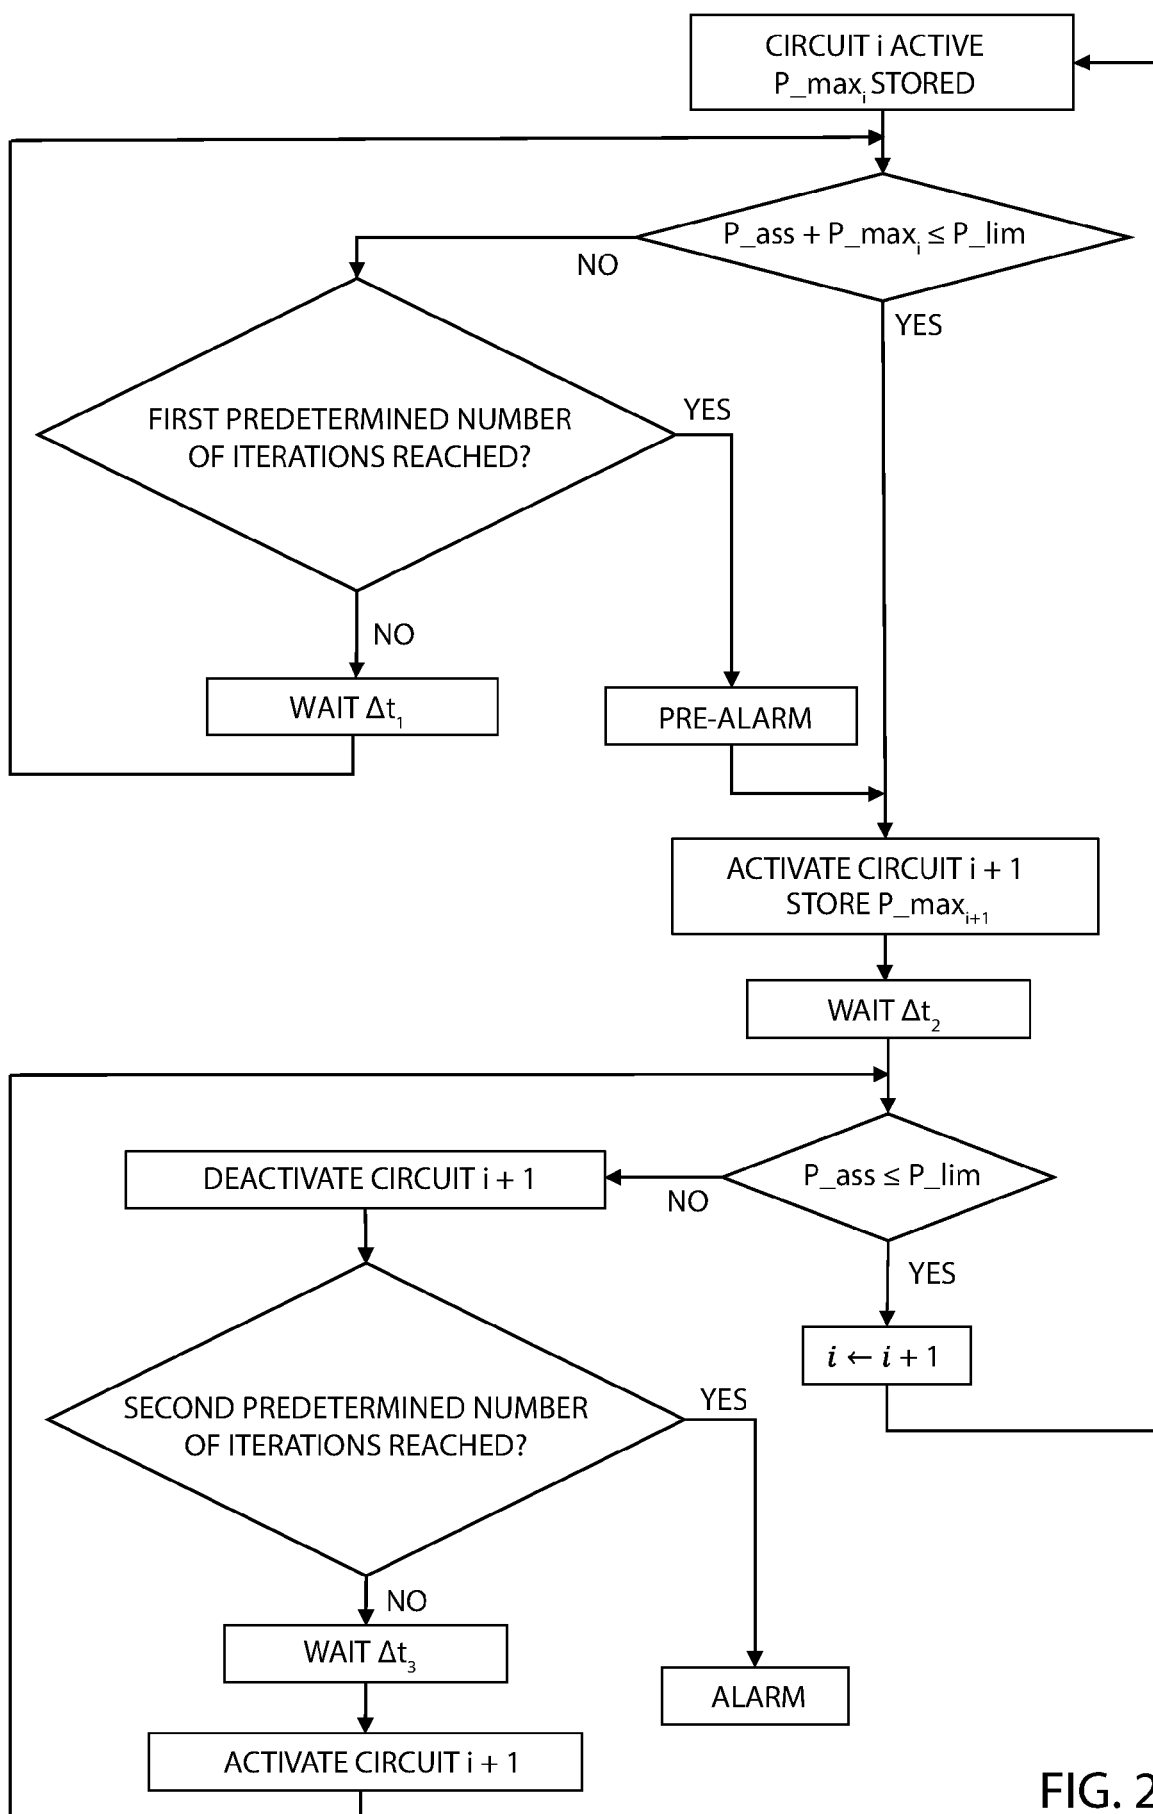 CIRCUIT i ACTIVE
P_maxᵢ STORED
P_ass + P_maxᵢ ≤ P_lim
NO
YES
FIRST PREDETERMINED NUMBER
OF ITERATIONS REACHED?
YES
NO
WAIT Δt₁
PRE-ALARM
ACTIVATE CIRCUIT i + 1
STORE P_maxᵢ₊₁
WAIT Δt₂
P_ass ≤ P_lim
DEACTIVATE CIRCUIT i + 1
NO
YES
i ← i + 1
SECOND PREDETERMINED NUMBER
OF ITERATIONS REACHED?
YES
NO
WAIT Δt₃
ALARM
ACTIVATE CIRCUIT i + 1
FIG. 2